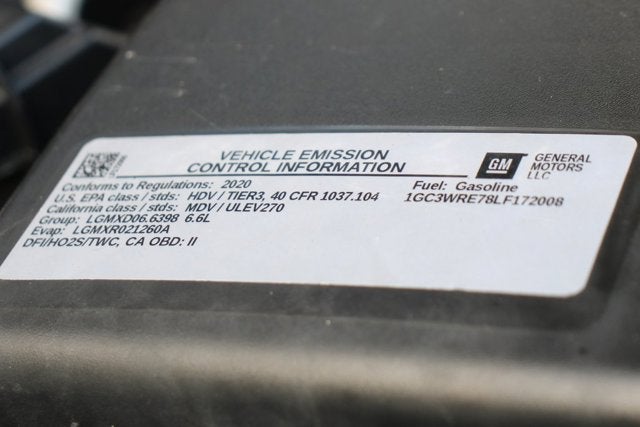 VEHICLE EMISSION
CONTROL INFORMATION
GM GENERAL
MOTORS
LLC
Conforms to Regulations: 2020
U.S. EPA class / stds: HDV / TIER3, 40 CFR 1037.104
California class / stds: MDV / ULEV270
Group: LGMXD06.6398 6.6L
Evap: LGMXR021260A
DFI/HO2S/TWC, CA OBD: II
Fuel: Gasoline
1GC3WRE78LF172008